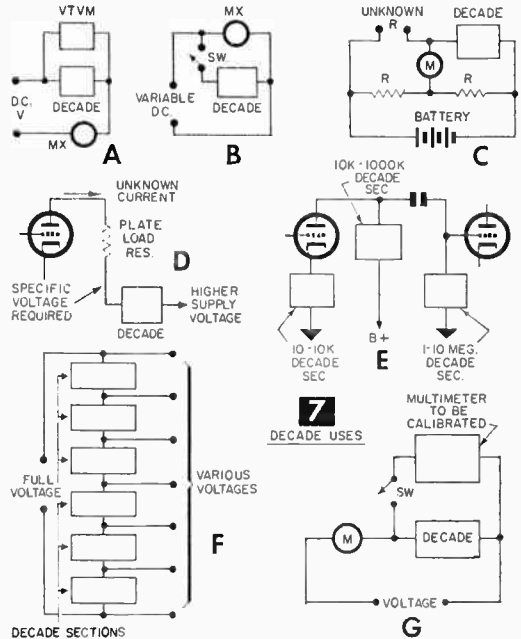 VTVM
DECADE
DC.
V
MX
A
MX
SW.
DECADE
VARIABLE
DC.
B
UNKNOWN
R
DECADE
M
R
R
BATTERY
C
UNKNOWN
CURRENT
PLATE
LOAD
RES.
D
SPECIFIC
VOLTAGE
REQUIRED
HIGHER
SUPPLY
VOLTAGE
DECADE
10K-1000K
DECADE
SEC
10-10K
DECADE
SEC
B+
E
1-10 MEG.
DECADE
SEC.
7
DECADE USES
FULL
VOLTAGE
VARIOUS
VOLTAGES
F
DECADE SECTIONS
MULTIMETER
TO BE
CALIBRATED
SW
M
DECADE
VOLTAGE
G